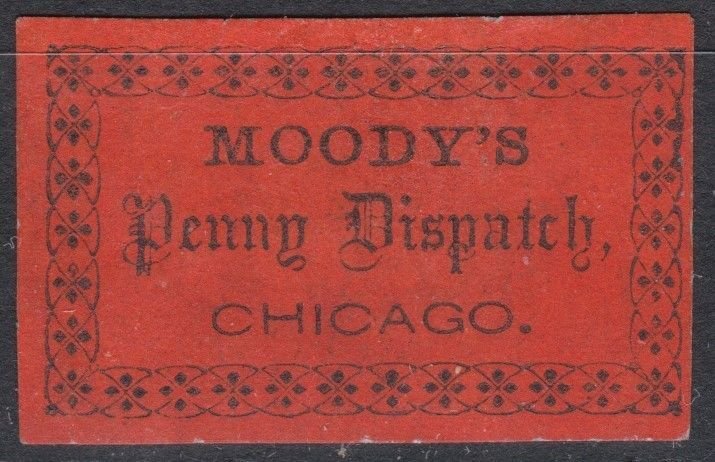 MOODY'S
Penny Dispatch,
CHICAGO.